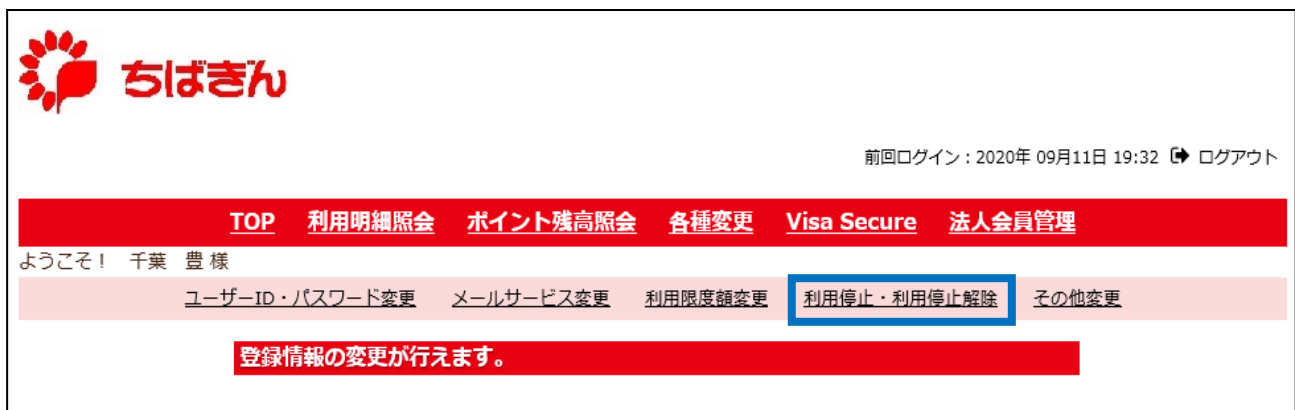 ちばぎん
前回ログイン：2020年 09月11日 19:32 ログアウト
TOP 利用明細照会 ポイント残高照会 各種変更 Visa Secure 法人会員管理
ようこそ！ 千葉 豊 様
ユーザーID・パスワード変更 メールサービス変更 利用限度額変更 利用停止・利用停止解除 その他変更
登録情報の変更が行えます。